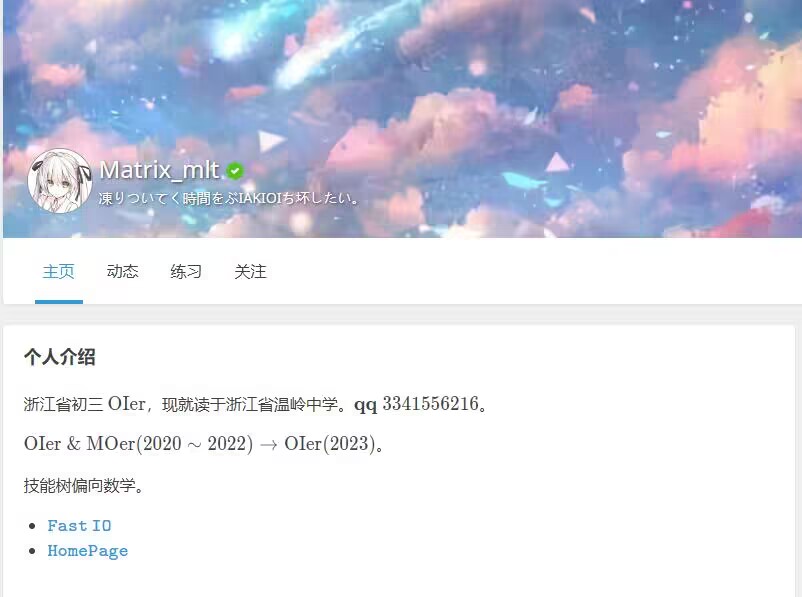 Matrix_mlt
凍りついてく時間をぶIAKIOIち坏したい。
主页 动态 练习 关注
个人介绍
浙江省初三 OIer，现就读于浙江省温岭中学。qq 3341556216。
OIer & MOer(2020 ∼ 2022) → OIer(2023)。
技能树偏向数学。
• Fast IO
• HomePage